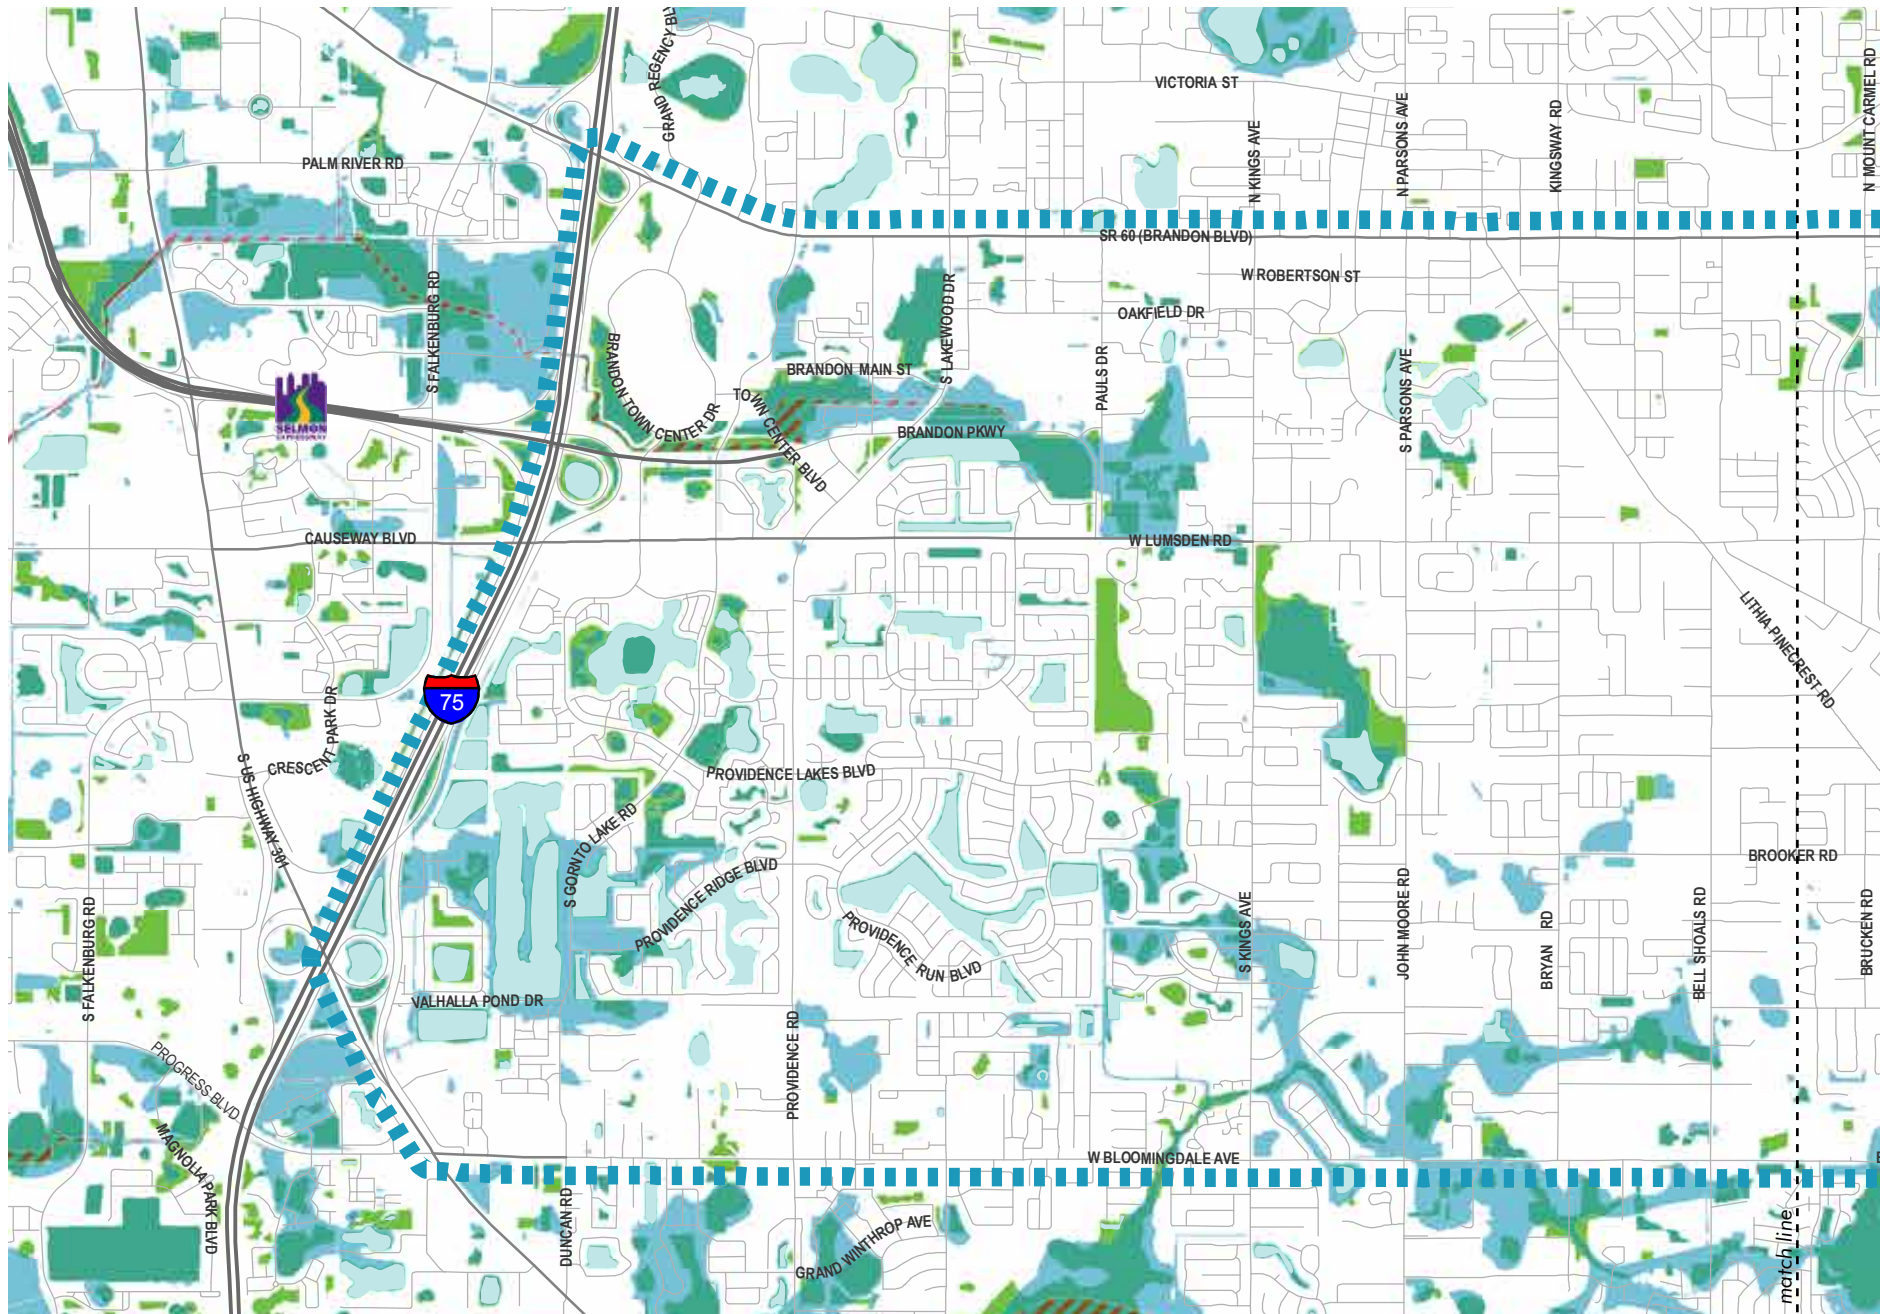 GRAND REGENCY BLV
VICTORIA ST
N MOUNT CARMEL RD
N PARSONS AVE
KINGSWAY RD
N KINGS AVE
PALM RIVER RD
SR 60 (BRANDON BLVD)
W ROBERTSON ST
OAKFIELD DR
S FALKENBURG RD
S LAKEWOOD DR
BRANDON TOWN CENTER DR
BRANDON MAIN ST
PAULS DR
S PARSONS AVE
TOWN CENTER BLVD
SELMON
EXPRESSWAY
BRANDON PKWY
CAUSEWAY BLVD
W LUMSDEN RD
LITHIA PINECREST RD
75
CRESCENT PARK DR
S US HIGHWAY 301
PROVIDENCE LAKES BLVD
S GORNTO LAKE RD
BROOKER RD
PROVIDENCE RIDGE BLVD
S FALKENBURG RD
PROVIDENCE RUN BLVD
S KINGS AVE
JOHN MOORE RD
BRYAN RD
BELL SHOALS RD
BRUCKEN RD
VALHALLA POND DR
PROGRESS BLVD
PROVIDENCE RD
MAGNOLIA PARK BLVD
W BLOOMINGDALE AVE
E
DUNCAN RD
GRAND WINTHROP AVE
match line